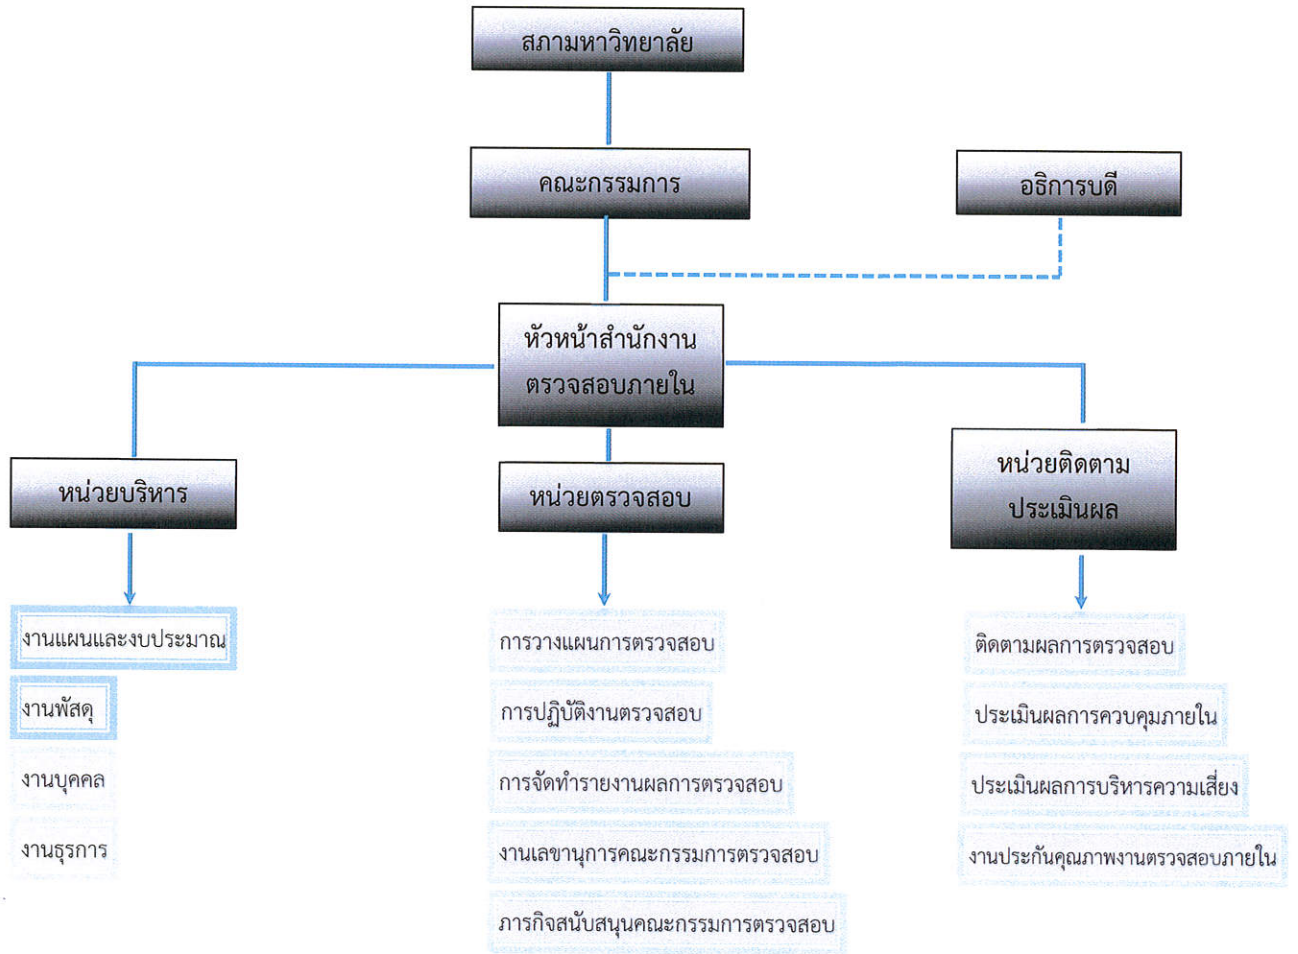 สภามหาวิทยาลัย
คณะกรรมการ
อธิการบดี
หัวหน้าสำนักงาน
ตรวจสอบภายใน
หน่วยบริหาร
หน่วยตรวจสอบ
หน่วยติดตาม
ประเมินผล
งานแผนและงบประมาณ
งานพัสดุ
งานบุคคล
งานธุรการ
การวางแผนการตรวจสอบ
การปฏิบัติงานตรวจสอบ
การจัดทำรายงานผลการตรวจสอบ
งานเลขานุการคณะกรรมการตรวจสอบ
ภารกิจสนับสนุนคณะกรรมการตรวจสอบ
ติดตามผลการตรวจสอบ
ประเมินผลการควบคุมภายใน
ประเมินผลการบริหารความเสี่ยง
งานประกันคุณภาพงานตรวจสอบภายใน